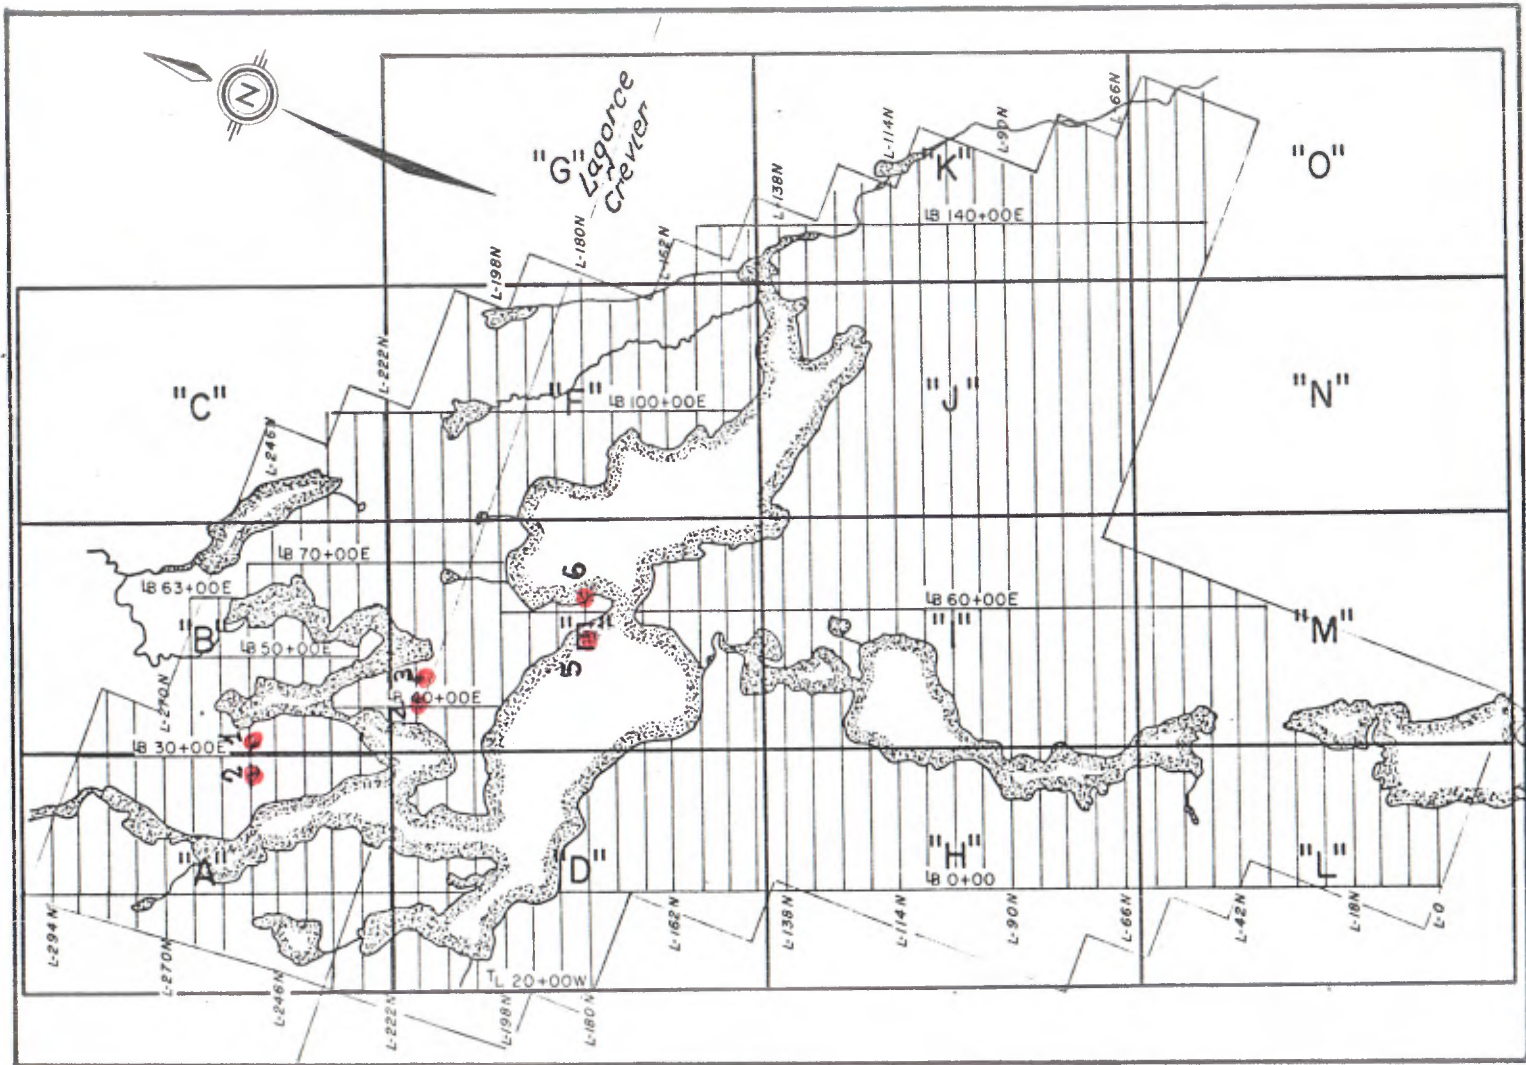 N
"G"
Lagorce
Crevier
"K"
"O"
L-66N
L-90N
L-114N
L-138N
LB 140+00E
L-180N
L-162N
L-198N
L-222N
"C"
"F"
LB 100+00E
"J"
"N"
L-246N
LB 70+00E
LB 63+00E
6
LB 60+00E
"B"
"E"
"I"
"M"
LB 50+00E
5
3
LB 40+00E
2
L-270N
1
LB 30+00E
2
"A"
"D"
"H"
"L"
LB 0+00
L-294N
L-270N
L-246N
L-222N
TL 20+00W
L-198N
L-180N
L-162N
L-138N
L-114N
L-90N
L-66N
L-42N
L-18N
L-0